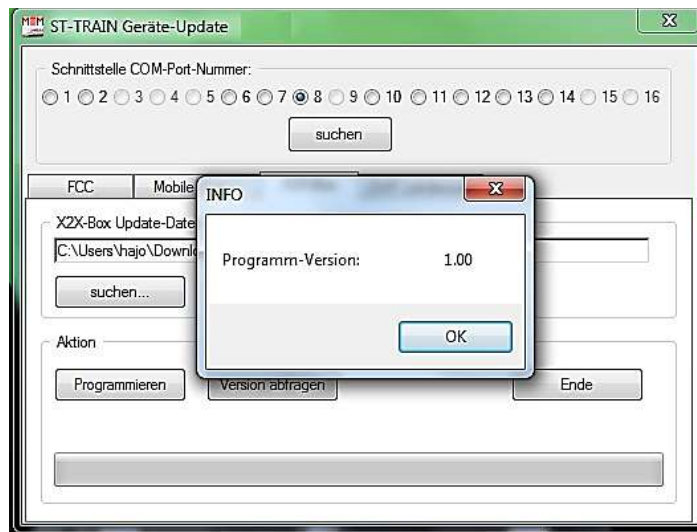 MEM ST-TRAIN Geräte-Update
Schnittstelle COM-Port-Nummer:
1 2 3 4 5 6 7 8 9 10 11 12 13 14 15 16
suchen
FCC Mobile
INFO
X2X-Box Update-Date
C:\Users\hajo\Downlo
Programm-Version: 1.00
suchen...
OK
Aktion
Programmieren Version abfragen Ende